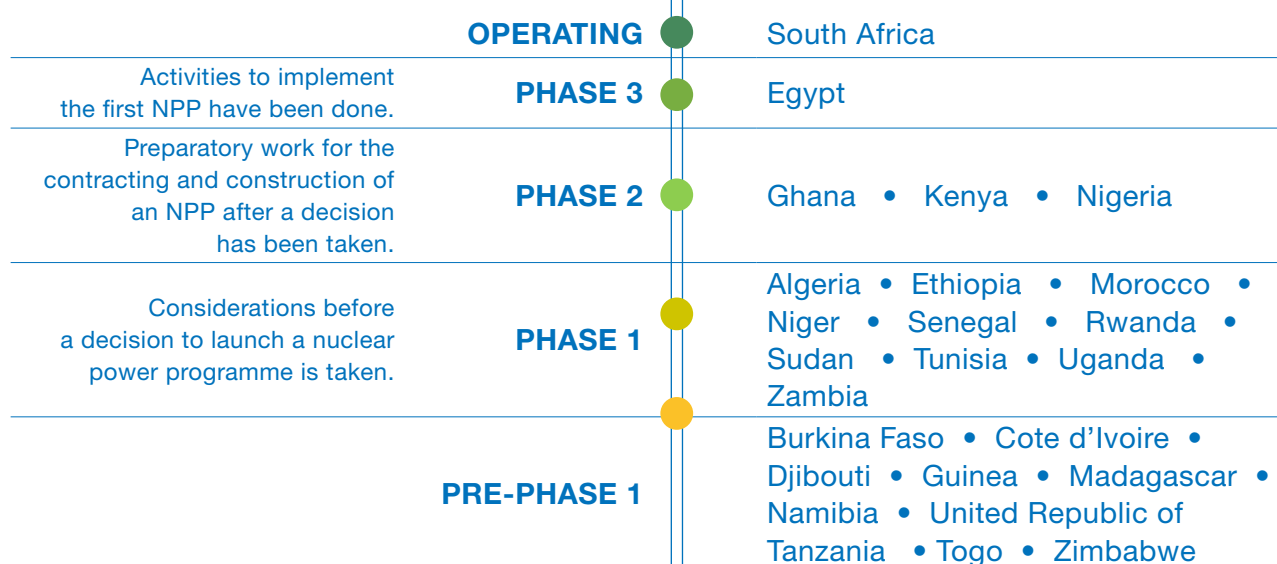 OPERATING
South Africa
Activities to implement
the first NPP have been done.
PHASE 3
Egypt
Preparatory work for the
contracting and construction of
an NPP after a decision
has been taken.
PHASE 2
Ghana • Kenya • Nigeria
Considerations before
a decision to launch a nuclear
power programme is taken.
PHASE 1
Algeria • Ethiopia • Morocco •
Niger • Senegal • Rwanda •
Sudan • Tunisia • Uganda •
Zambia
PRE-PHASE 1
Burkina Faso • Cote d’Ivoire •
Djibouti • Guinea • Madagascar •
Namibia • United Republic of
Tanzania • Togo • Zimbabwe